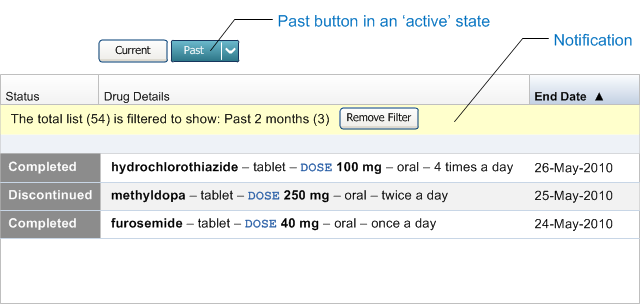 Past button in an ‘active’ state
Notification
Current Past
Status Drug Details End Date ▲
The total list (54) is filtered to show: Past 2 months (3) Remove Filter
Completed hydrochlorothiazide – tablet – DOSE 100 mg – oral – 4 times a day 26-May-2010
Discontinued methyldopa – tablet – DOSE 250 mg – oral – twice a day 25-May-2010
Completed furosemide – tablet – DOSE 40 mg – oral – once a day 24-May-2010